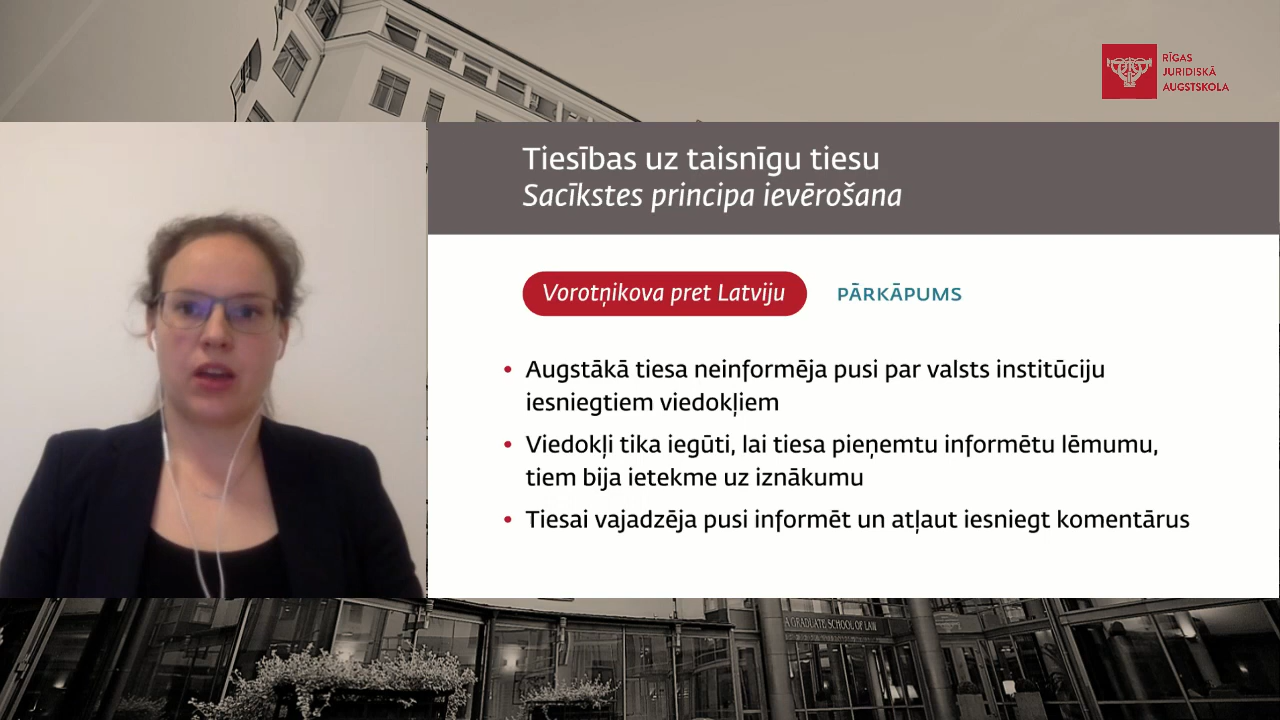 RĪGAS
JURIDISKĀ
AUGSTSKOLA
Tiesības uz taisnīgu tiesu
Sacīkstes principa ievērošana
Vorotņikova pret Latviju
PĀRKĀPUMS
• Augstākā tiesa neinformēja pusi par valsts institūciju
iesniegtiem viedokļiem
• Viedokļi tika iegūti, lai tiesa pieņemtu informētu lēmumu,
tiem bija ietekme uz iznākumu
• Tiesai vajadzēja pusi informēt un atļaut iesniegt komentārus
A GRADUATE SCHOOL OF LAW